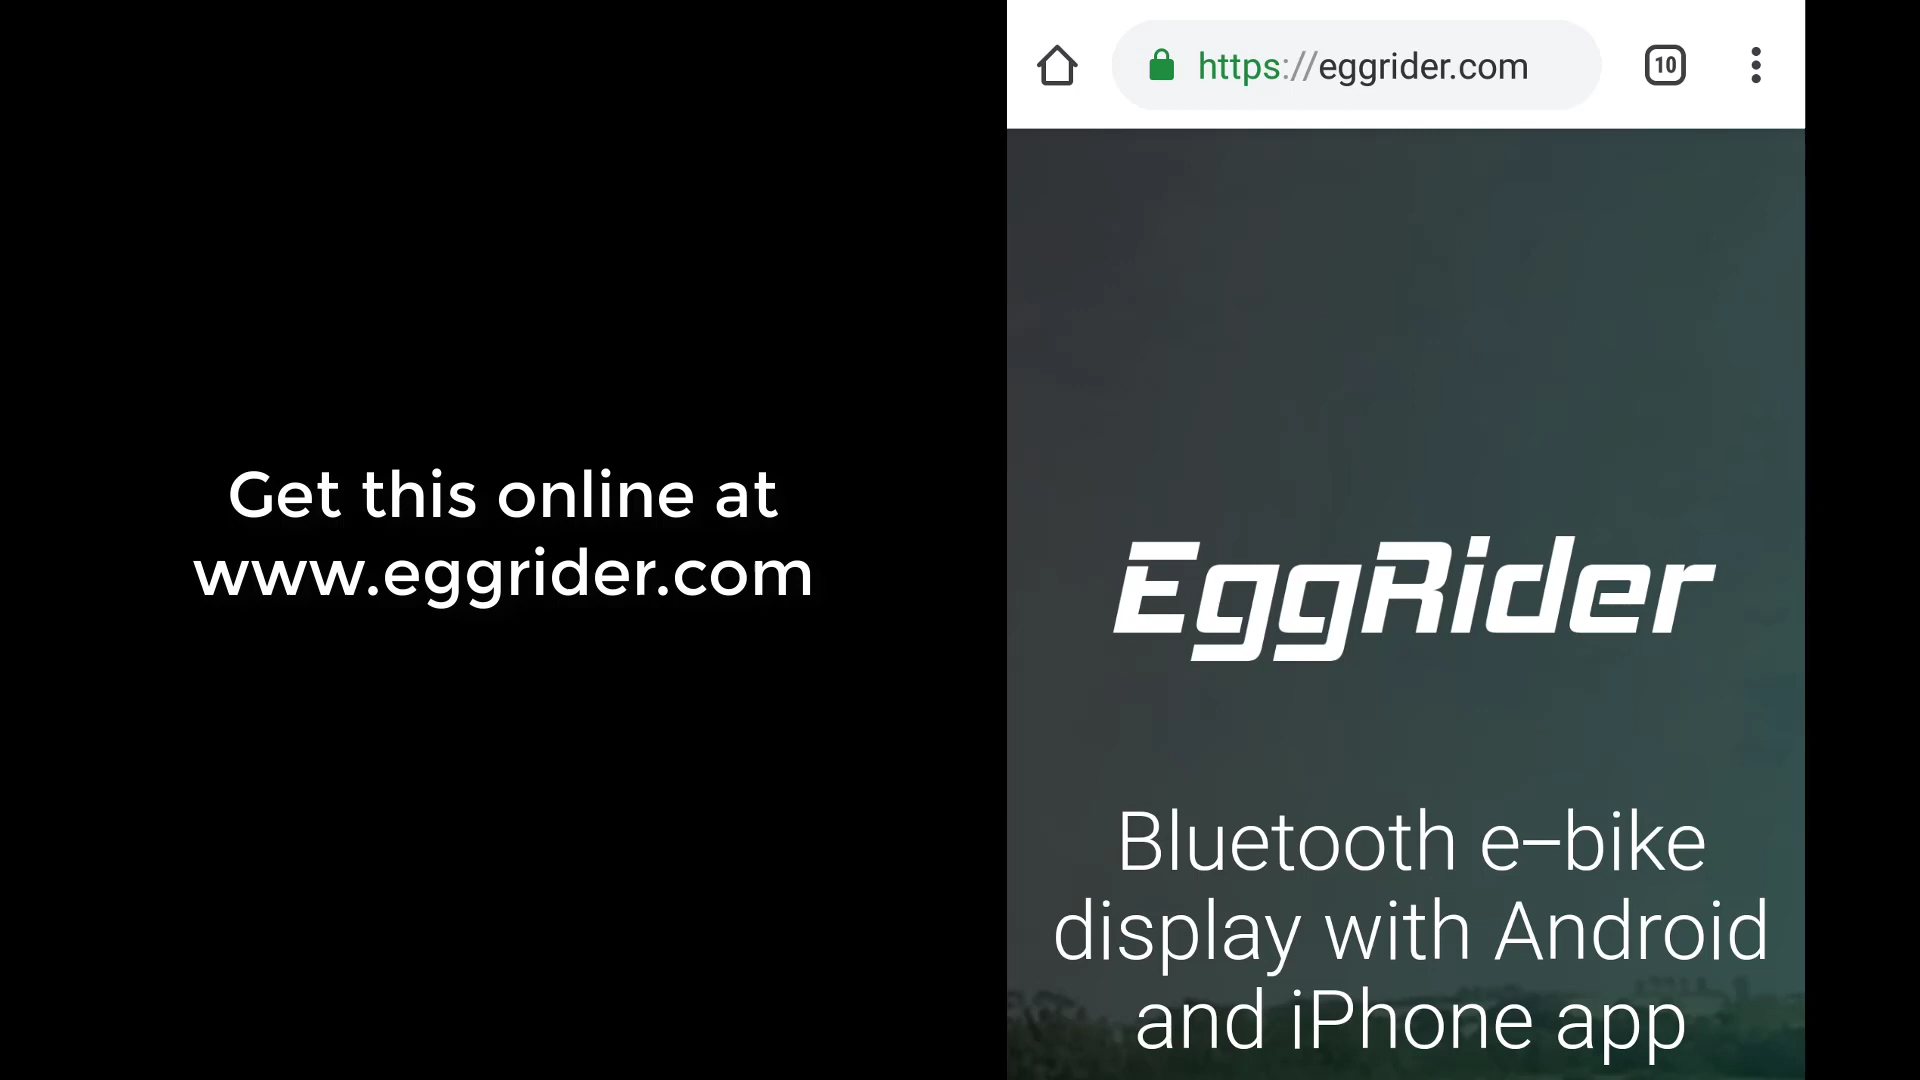 Get this online at
www.eggrider.com
https://eggrider.com
10
EggRider
Bluetooth e-bike
display with Android
and iPhone app